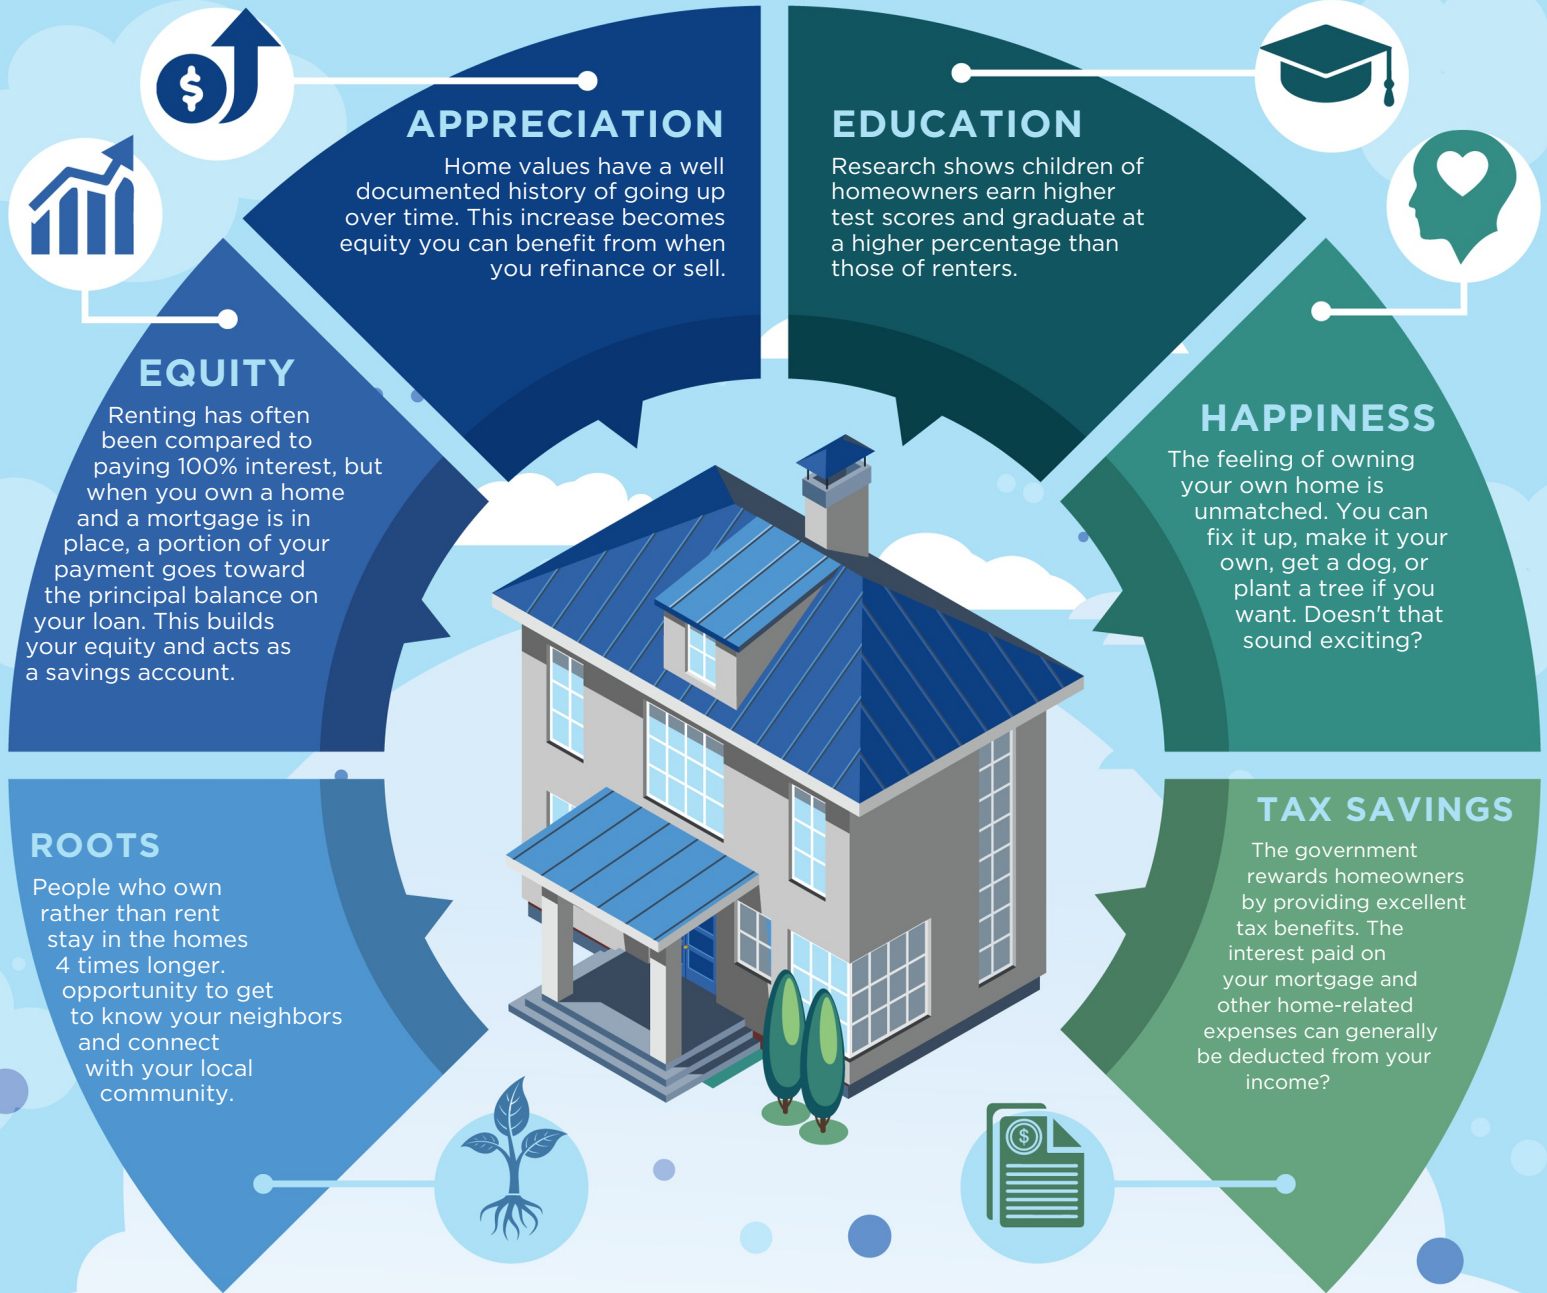 APPRECIATION
Home values have a well
documented history of going up
over time. This increase becomes
equity you can benefit from when
you refinance or sell.
EDUCATION
Research shows children of
homeowners earn higher
test scores and graduate at
a higher percentage than
those of renters.
EQUITY
Renting has often
been compared to
paying 100% interest, but
when you own a home
and a mortgage is in
place, a portion of your
payment goes toward
the principal balance on
your loan. This builds
your equity and acts as
a savings account.
HAPPINESS
The feeling of owning
your own home is
unmatched. You can
fix it up, make it your
own, get a dog, or
plant a tree if you
want. Doesn't that
sound exciting?
ROOTS
People who own
rather than rent
stay in the homes
4 times longer.
opportunity to get
to know your neighbors
and connect
with your local
community.
TAX SAVINGS
The government
rewards homeowners
by providing excellent
tax benefits. The
interest paid on
your mortgage and
other home-related
expenses can generally
be deducted from your
income?